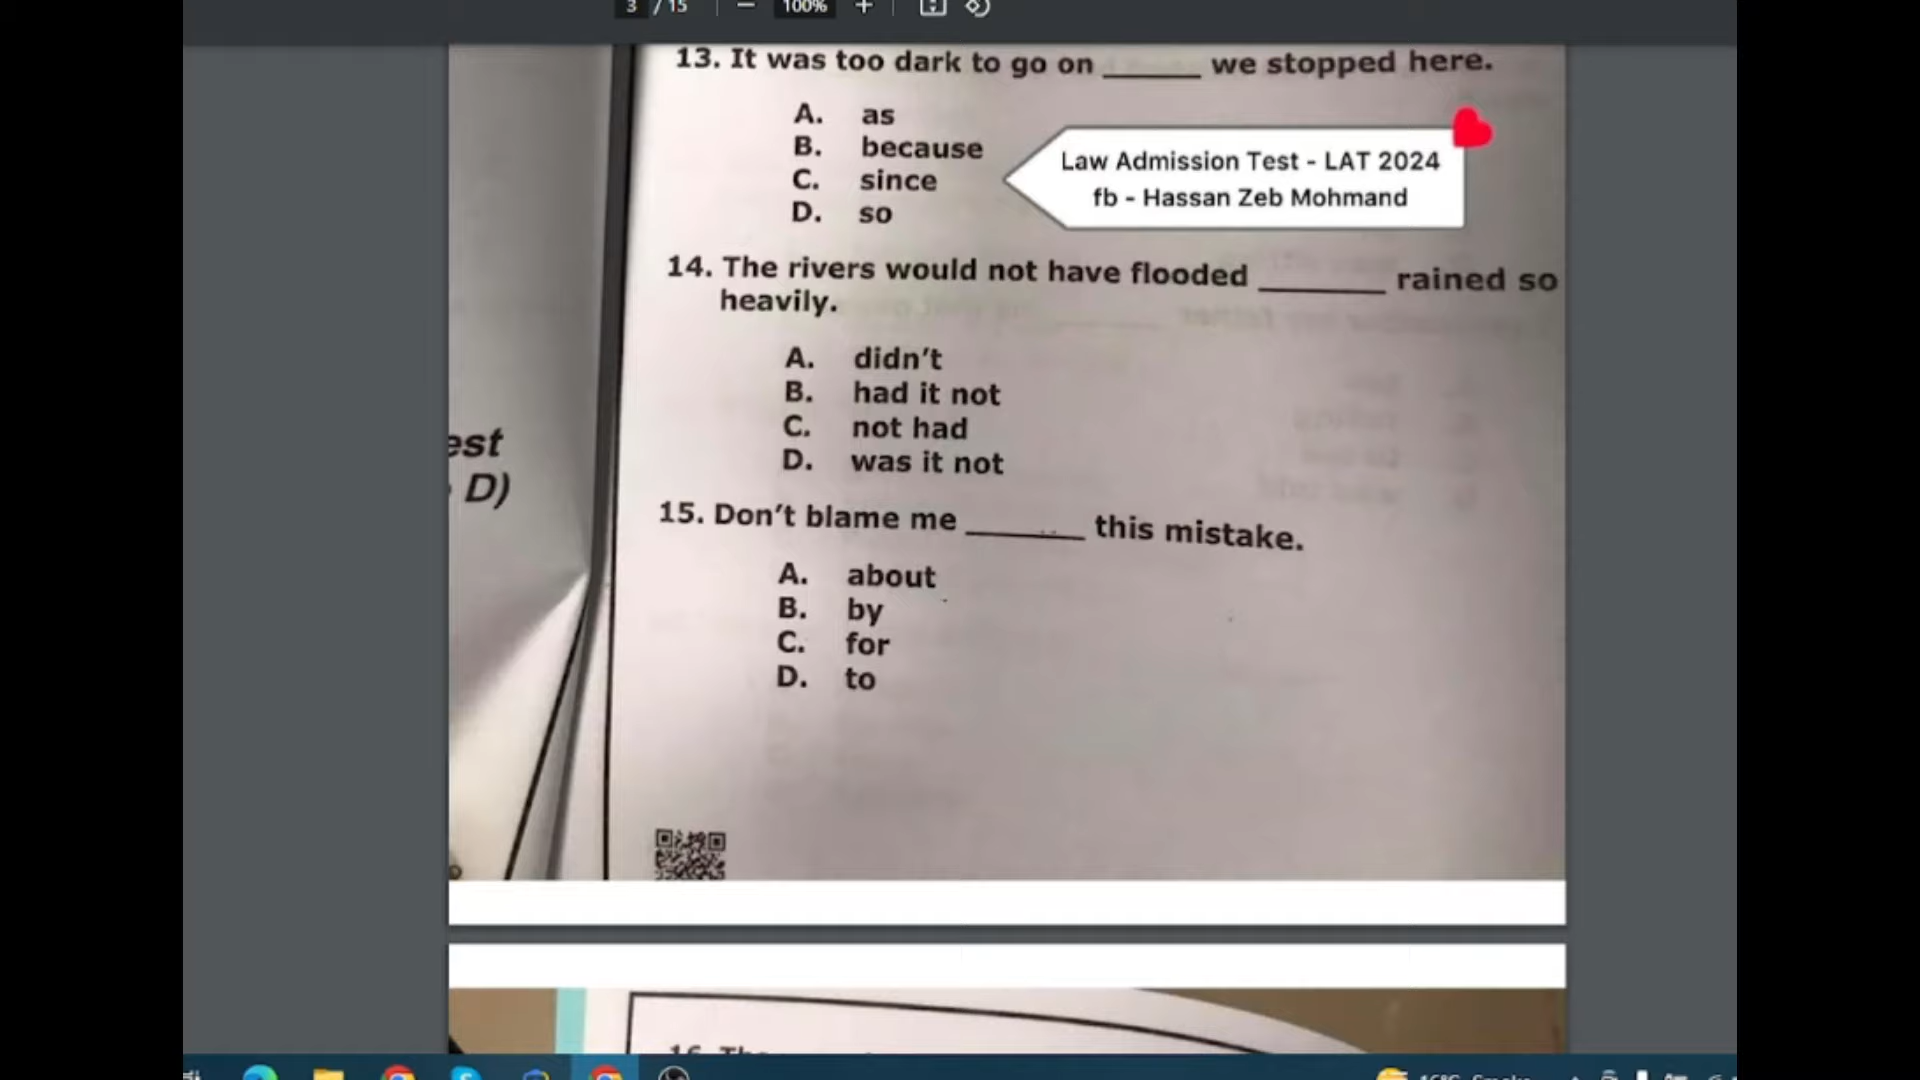 3 / 15 — 100% +
13. It was too dark to go on ______ we stopped here.
A. as
B. because
C. since
D. so
Law Admission Test - LAT 2024
fb - Hassan Zeb Mohmand
14. The rivers would not have flooded ________ rained so
heavily.
A. didn't
B. had it not
C. not had
D. was it not
est
D)
15. Don't blame me _______ this mistake.
A. about
B. by
C. for
D. to